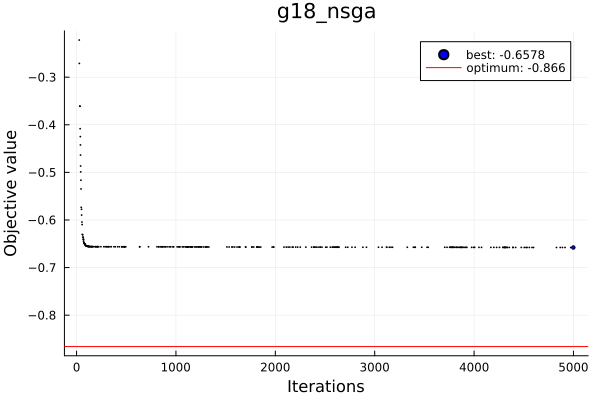 g18_nsga
best: -0.6578
optimum: -0.866
Objective value
−0.3
−0.4
−0.5
−0.6
−0.7
−0.8
0 1000 2000 3000 4000 5000
Iterations